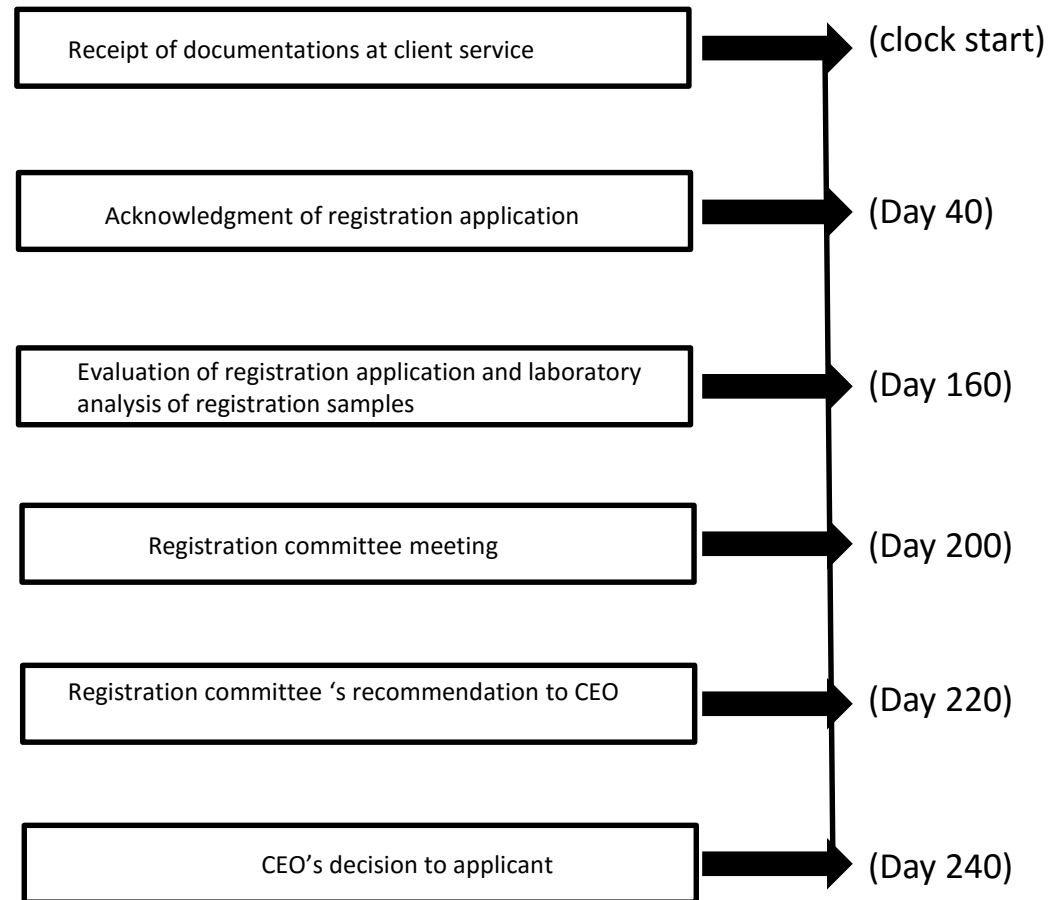 Receipt of documentations at client service
(clock start)
Acknowledgment of registration application
(Day 40)
Evaluation of registration application and laboratory
analysis of registration samples
(Day 160)
Registration committee meeting
(Day 200)
Registration committee ‘s recommendation to CEO
(Day 220)
CEO’s decision to applicant
(Day 240)